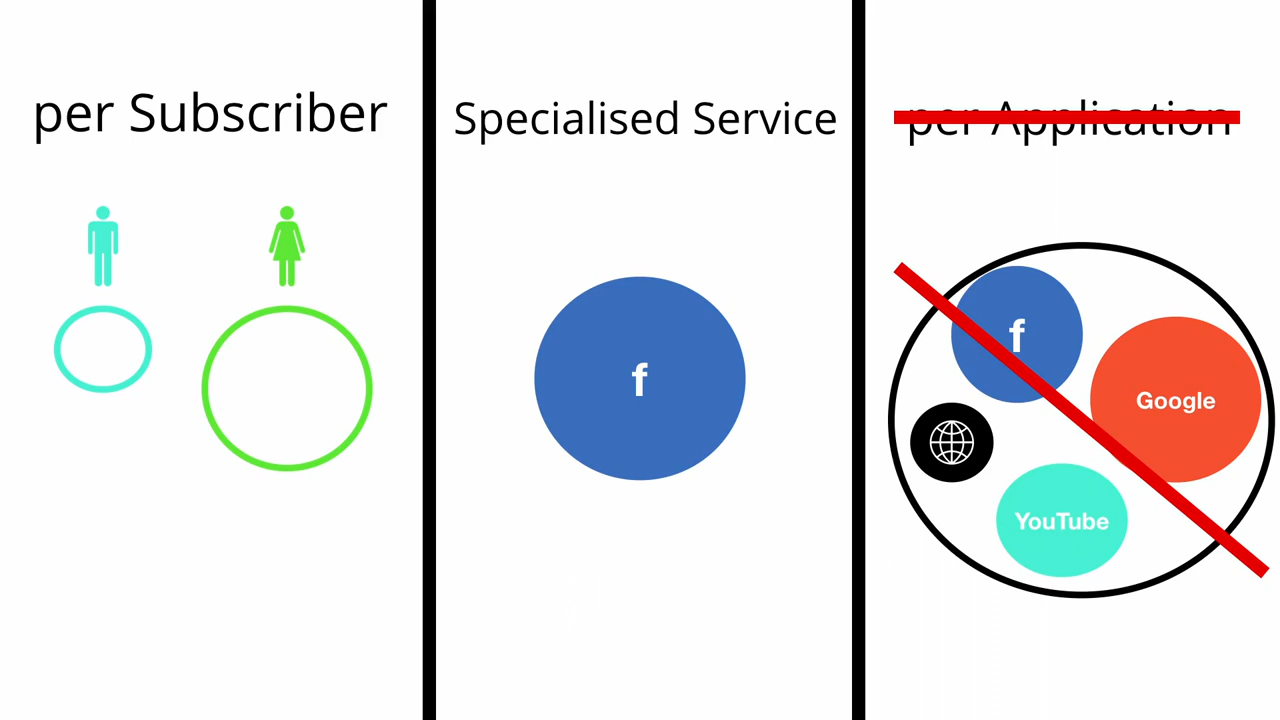 per Subscriber
Specialised Service
per Application
f
f
Google
YouTube